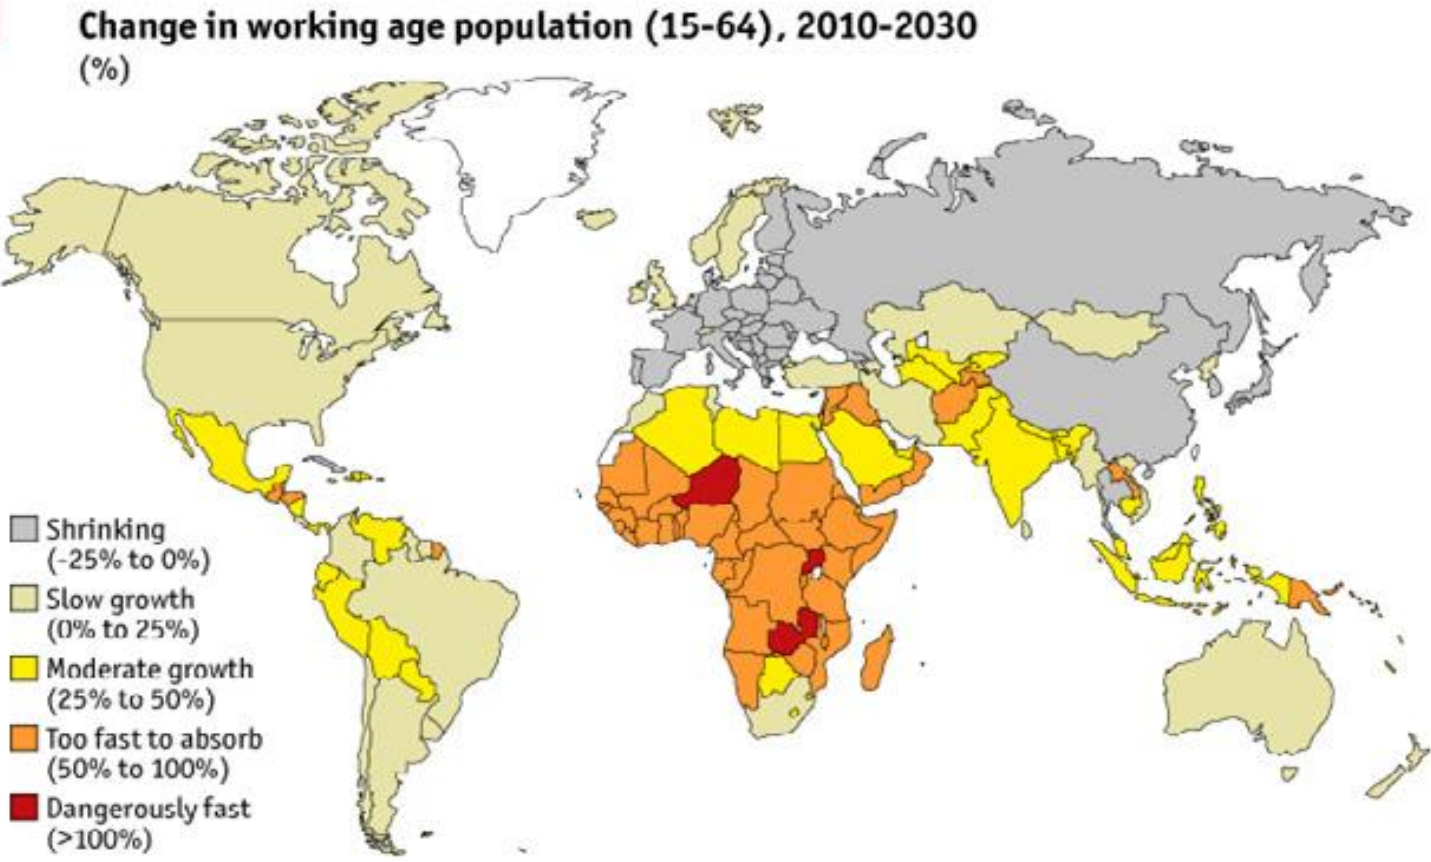 Change in working age population (15-64), 2010-2030
(%)
Shrinking
(-25% to 0%)
Slow growth
(0% to 25%)
Moderate growth
(25% to 50%)
Too fast to absorb
(50% to 100%)
Dangerously fast
(>100%)